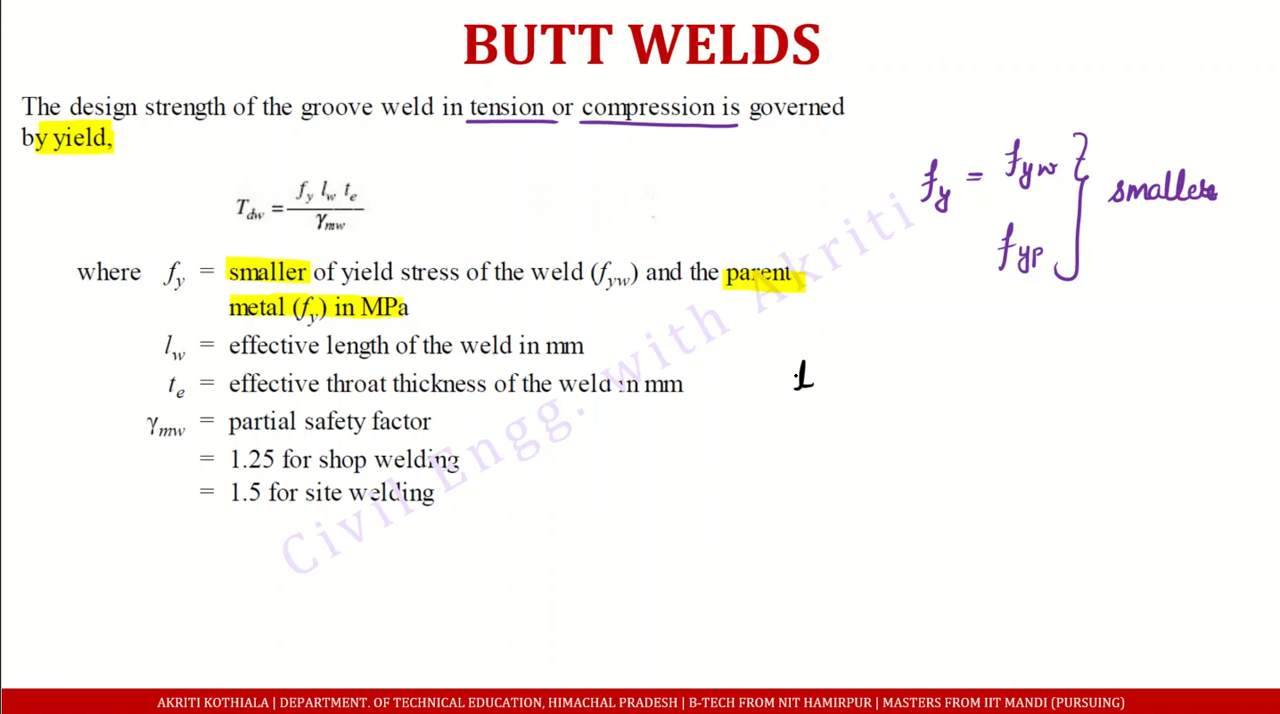 BUTT WELDS
The design strength of the groove weld in tension or compression is governed
by yield,
T_dw = f_y l_w t_e / γ_mw
f_y = f_yw } smaller
f_yp
where f_y = smaller of yield stress of the weld (f_yw) and the parent
metal (f_y) in MPa
l_w = effective length of the weld in mm
t_e = effective throat thickness of the weld in mm
γ_mw = partial safety factor
= 1.25 for shop welding
= 1.5 for site welding
Civil Engg. with Akriti
AKRITI KOTHIALA | DEPARTMENT. OF TECHNICAL EDUCATION, HIMACHAL PRADESH | B-TECH FROM NIT HAMIRPUR | MASTERS FROM IIT MANDI (PURSUING)